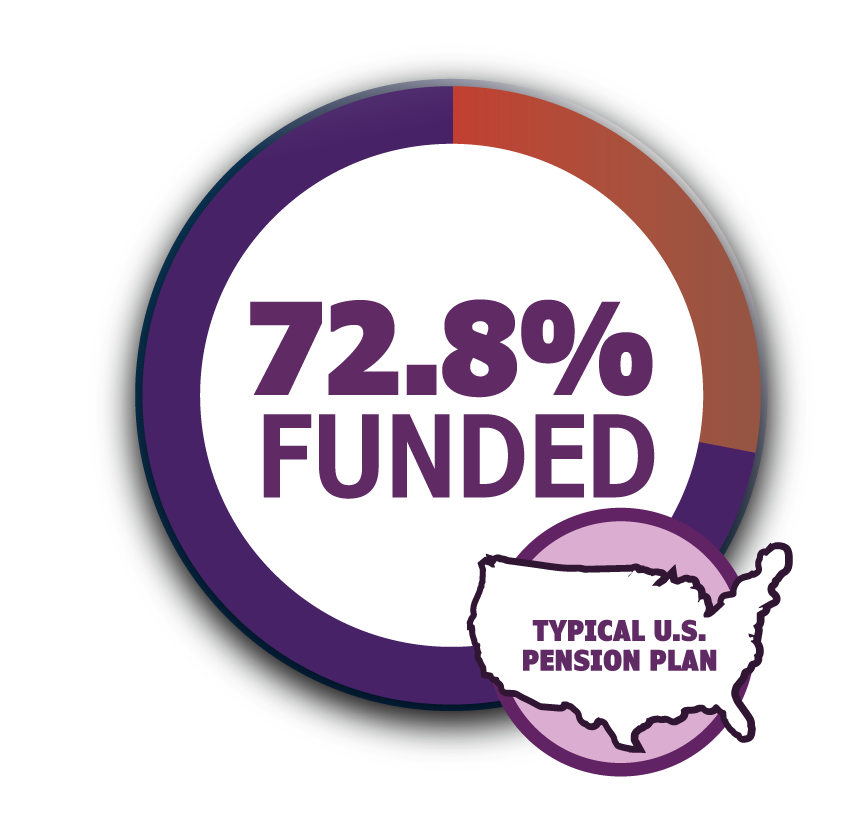 72.8%
FUNDED
TYPICAL U.S.
PENSION PLAN